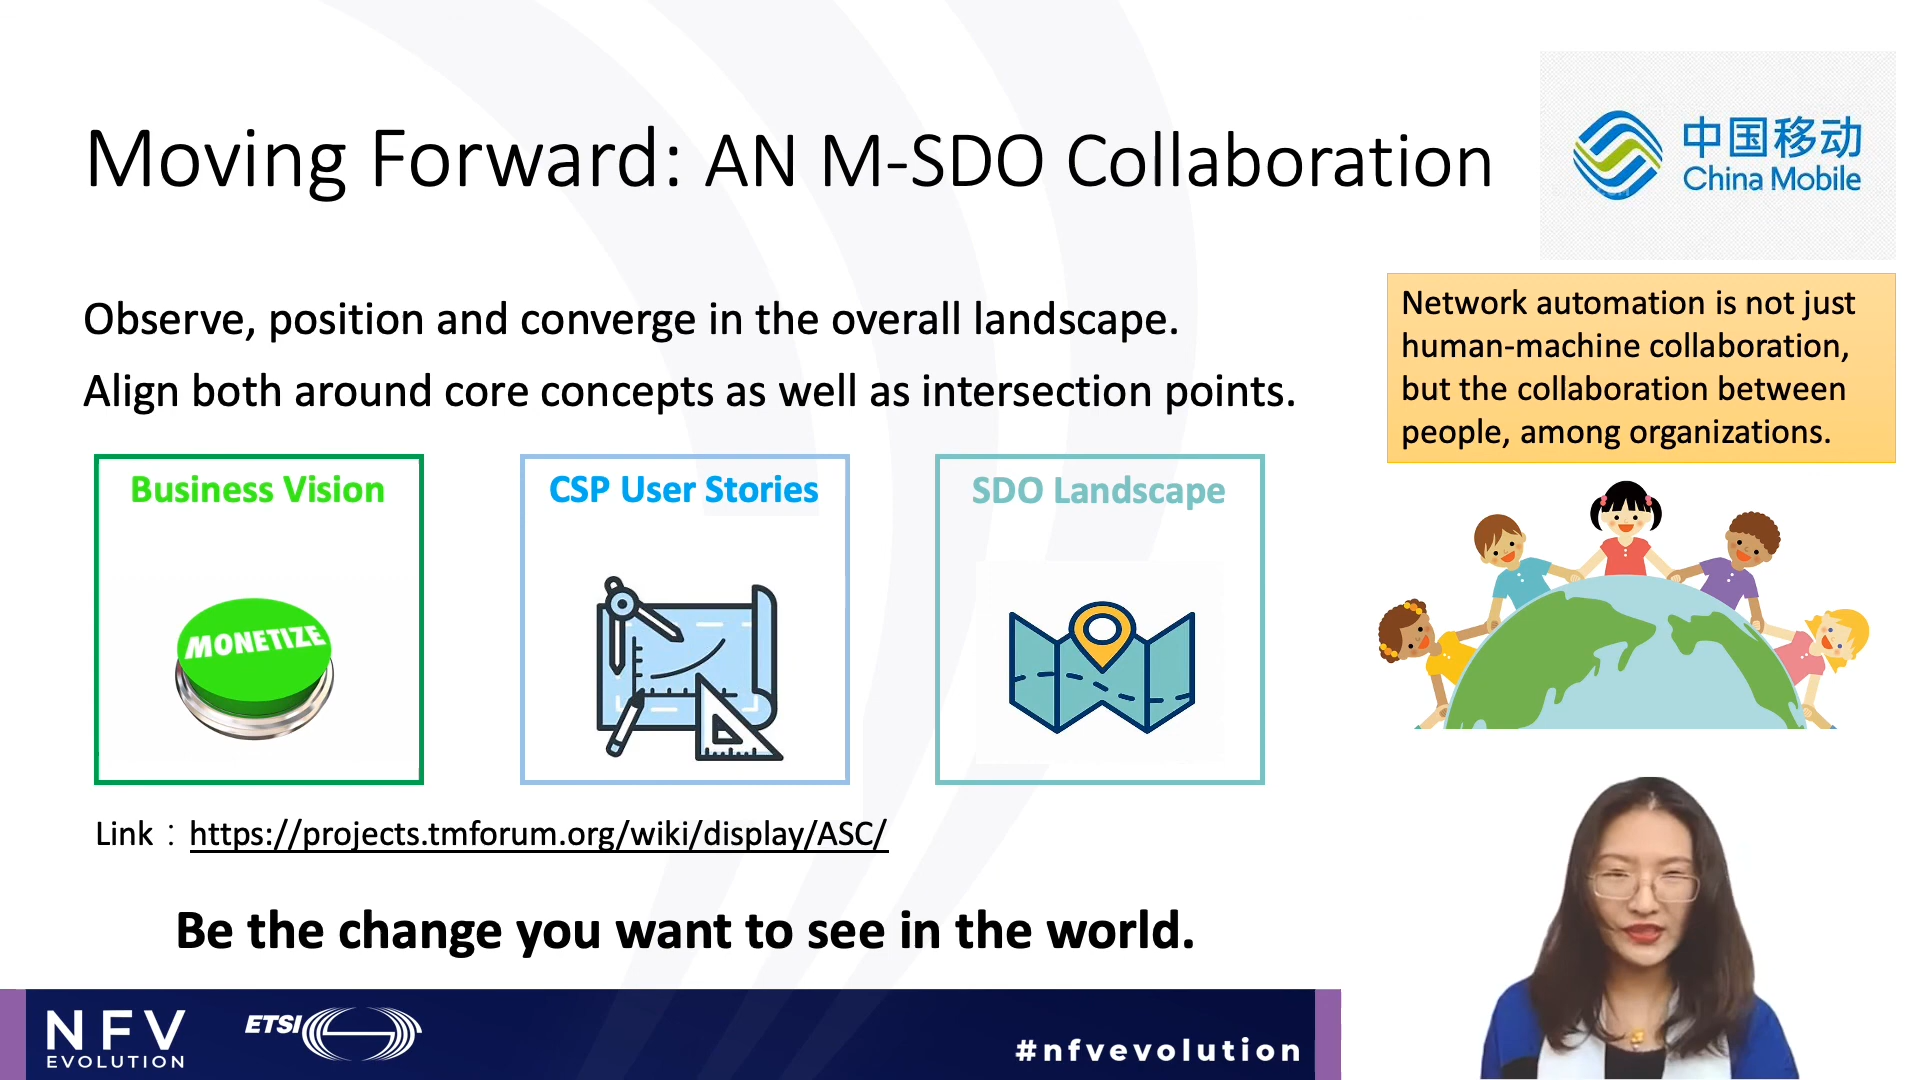 Moving Forward: AN M-SDO Collaboration
中国移动
China Mobile
Observe, position and converge in the overall landscape.
Align both around core concepts as well as intersection points.
Network automation is not just
human-machine collaboration,
but the collaboration between
people, among organizations.
Business Vision
MONETIZE
CSP User Stories
SDO Landscape
Link：https://projects.tmforum.org/wiki/display/ASC/
Be the change you want to see in the world.
NFV
EVOLUTION
ETSI
#nfvevolution